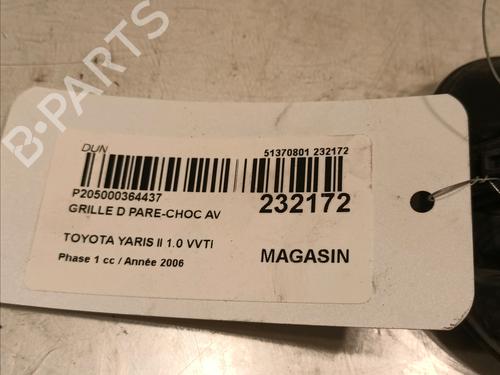 B-PARTS
DUN
51370801 232172
P205000364437
GRILLE D PARE-CHOC AV
232172
TOYOTA YARIS II 1.0 VVTI
Phase 1 cc / Année 2006
MAGASIN